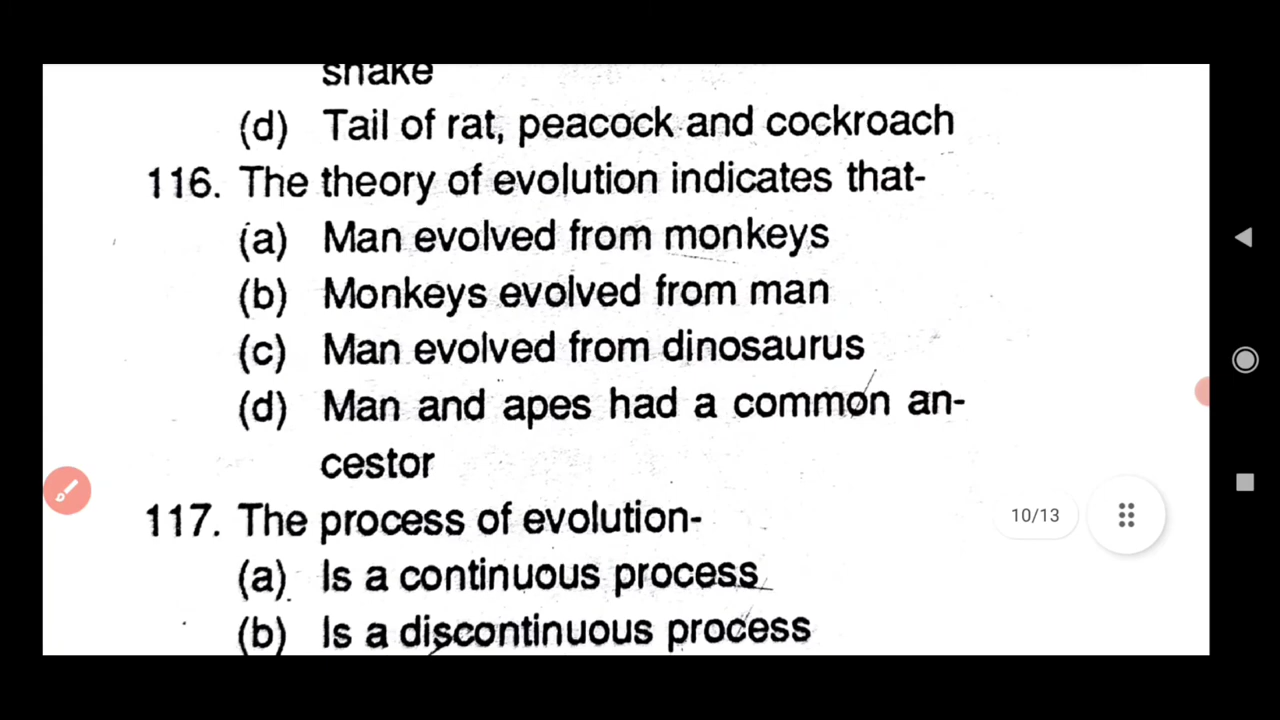 snake
(d) Tail of rat, peacock and cockroach
116. The theory of evolution indicates that-
(a) Man evolved from monkeys
(b) Monkeys evolved from man
(c) Man evolved from dinosaurus
(d) Man and apes had a common an-
cestor
117. The process of evolution-
10/13
(a) Is a continuous process
(b) Is a discontinuous process